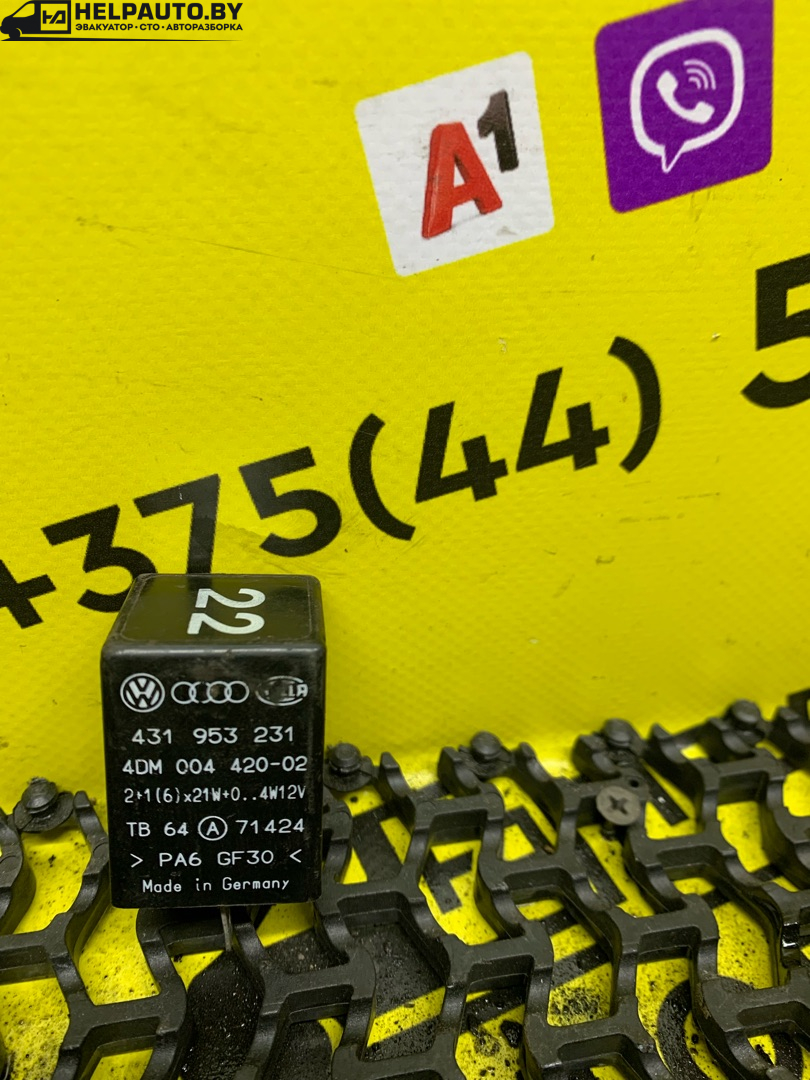 HELPAUTO.BY
ЭВАКУАТОР • СТО • АВТОРАЗБОРКА
A1
+375(44) 5
22
431 953 231
4DM 004 420-02
2+1(6)x21W+0..4W12V
TB 64 A 71424
> PA6 GF30 <
Made in Germany